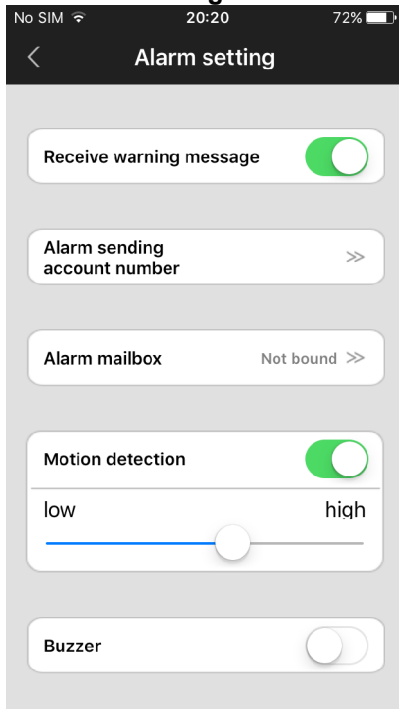 No SIM 20:20 72%
Alarm setting
Receive warning message
Alarm sending
account number
Alarm mailbox Not bound
Motion detection
low high
Buzzer